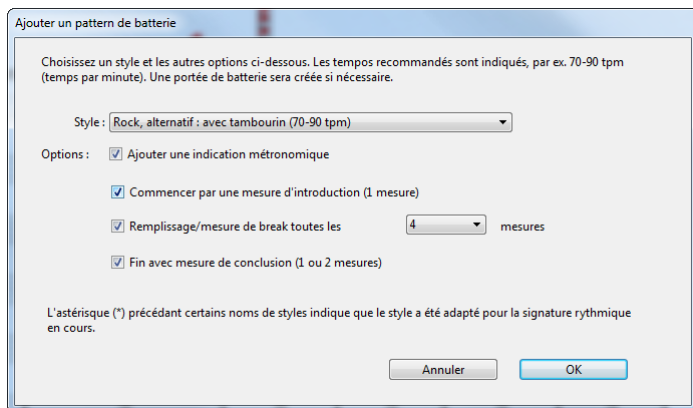 Ajouter un pattern de batterie
Choisissez un style et les autres options ci-dessous. Les tempos recommandés sont indiqués, par ex. 70-90 tpm
(temps par minute). Une portée de batterie sera créée si nécessaire.
Style : Rock, alternatif : avec tambourin (70-90 tpm)
Options : Ajouter une indication métronomique
Commencer par une mesure d'introduction (1 mesure)
Remplissage/mesure de break toutes les 4 mesures
Fin avec mesure de conclusion (1 ou 2 mesures)
L'astérisque (*) précédant certains noms de styles indique que le style a été adapté pour la signature rythmique
en cours.
Annuler OK